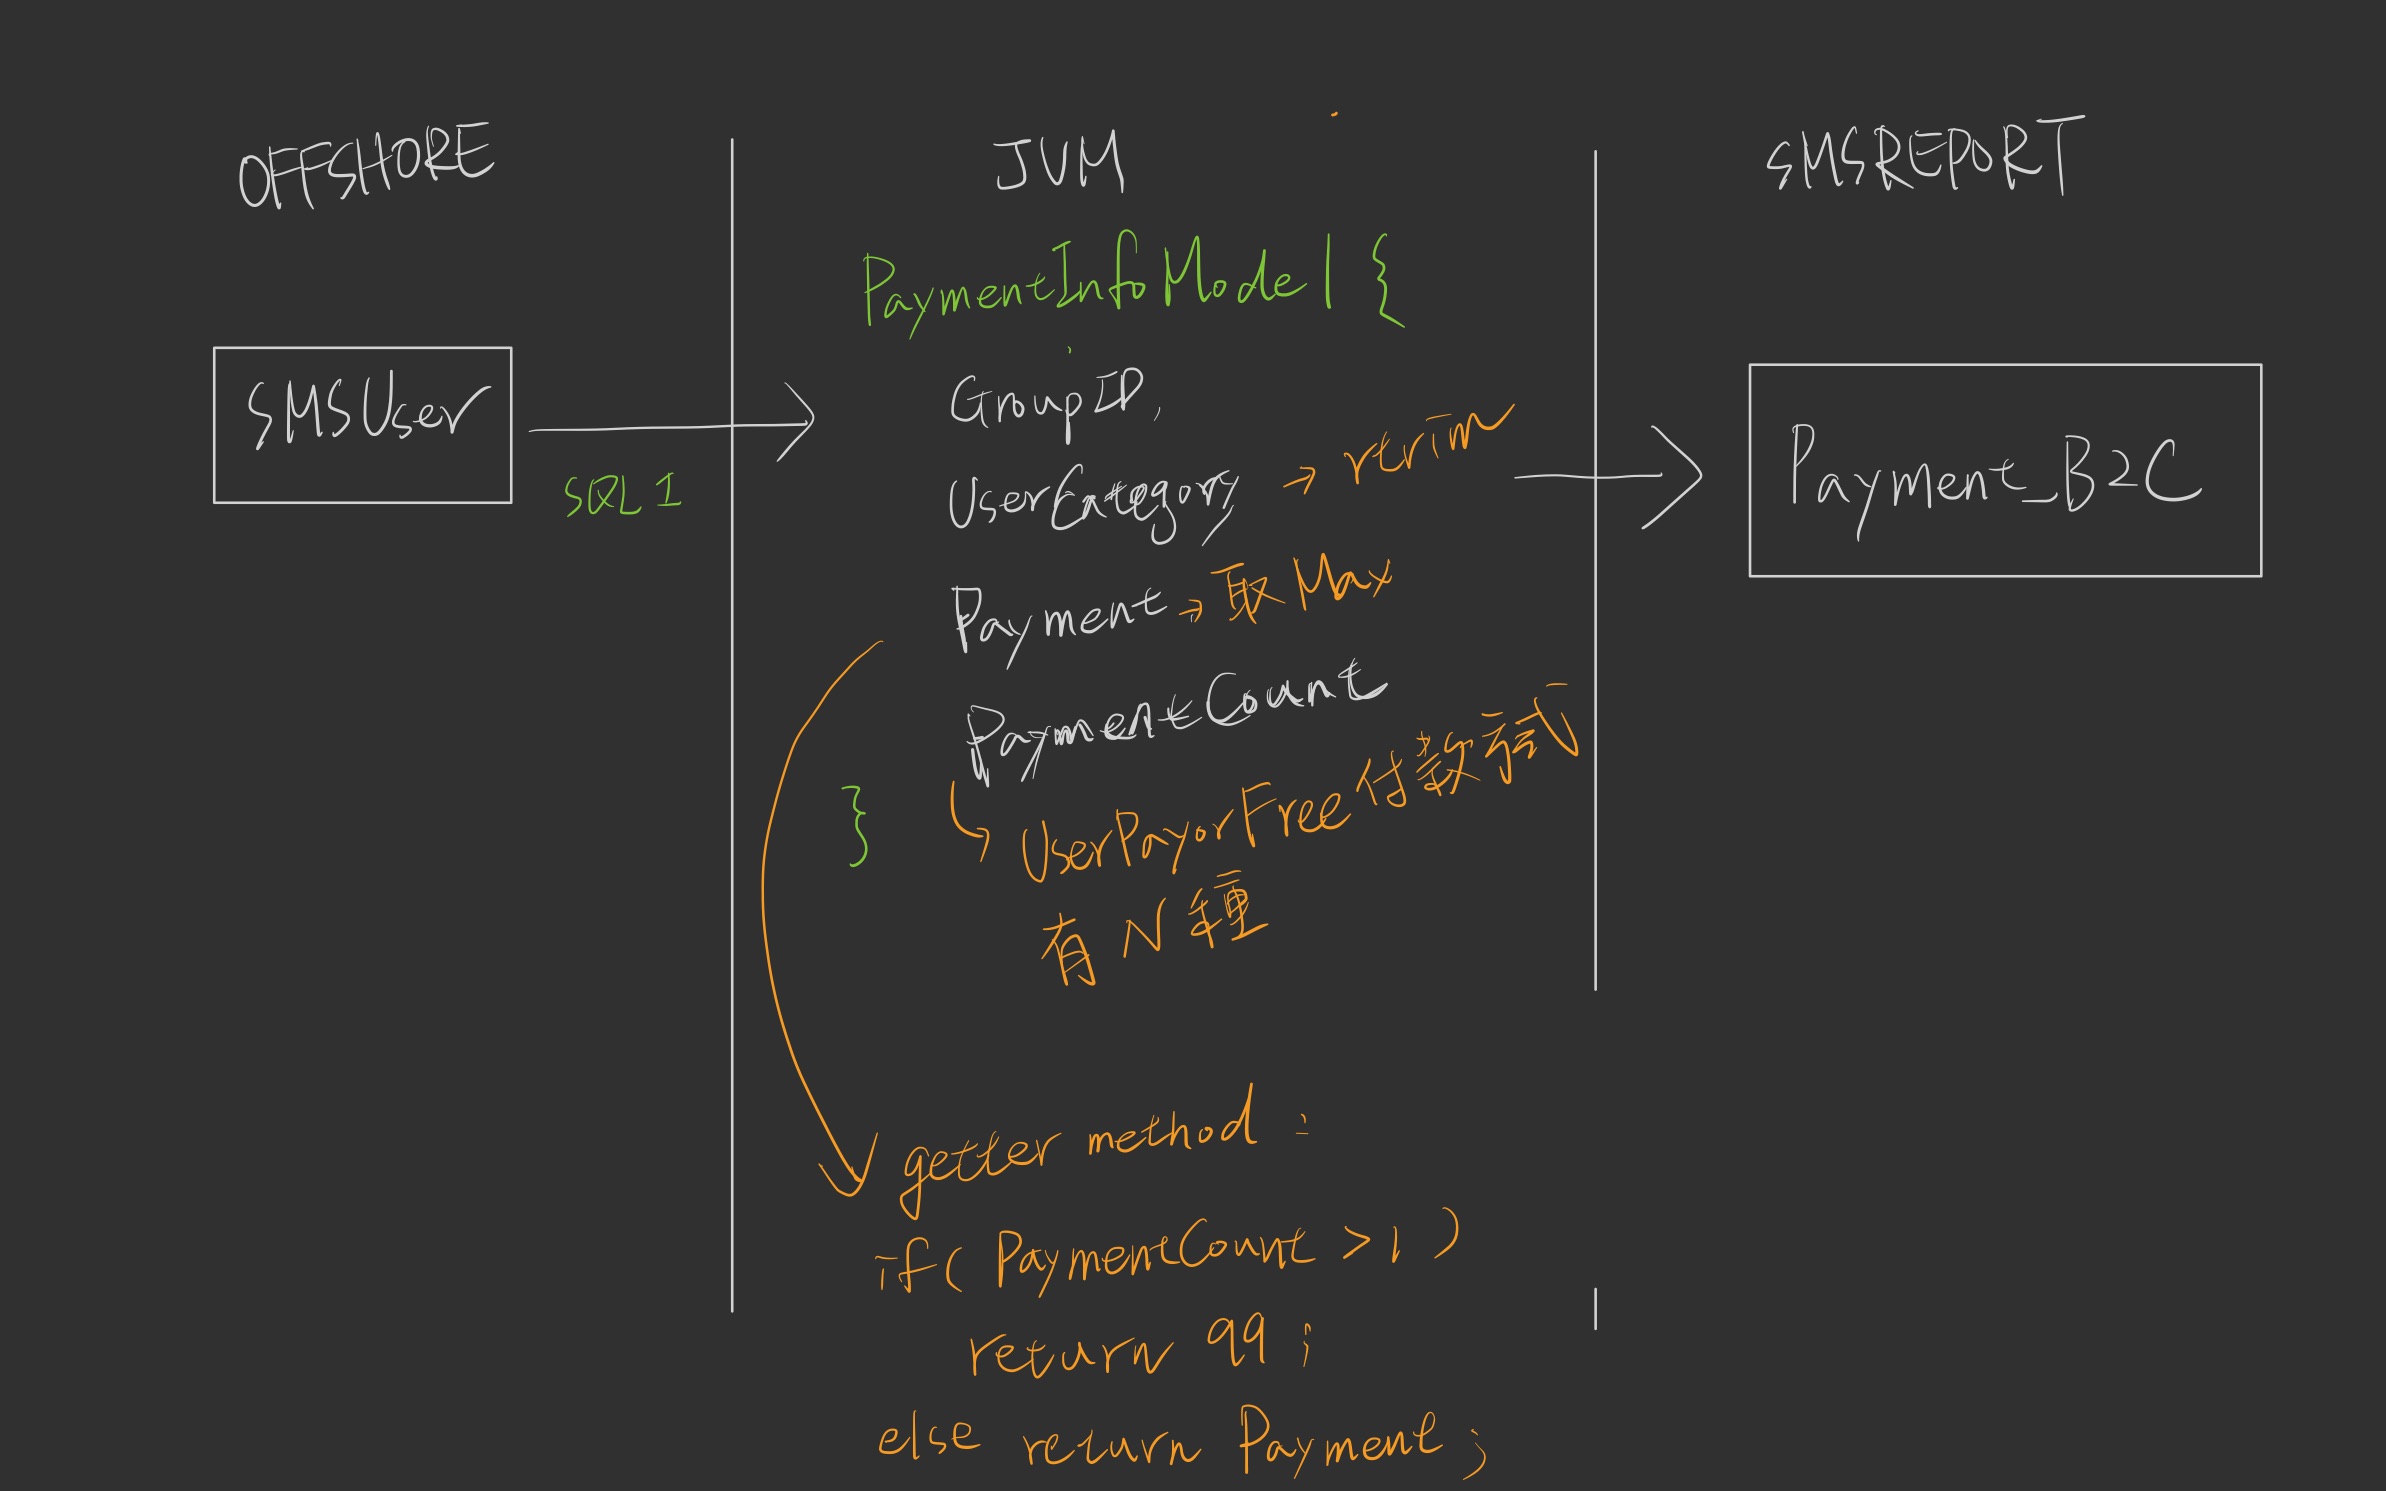 OFFSHORE
JVM
SMSREPORT
PaymentInfoModel {
SMSUser
SQL 1
GroupID,
UserCategory → rtrim
Payment → 取 Max
PaymentCount
→ UserPayorFree 付款方式
有 N 種
}
Payment_B2C
getter method :
if ( PaymentCount > 1 )
return 99 ;
else return Payment ;